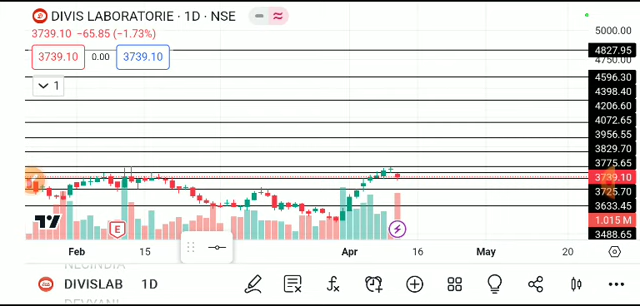 DIVIS LABORATORIE · 1D · NSE
3739.10 −65.85 (−1.73%)
3739.10 0.00 3739.10
1
5000.00
4827.95
4750.00
4596.30
4398.40
4206.60
4072.65
3956.55
3829.70
3775.65
3739.10
3725.70
3633.45
1.015 M
3488.65
E
Feb 15 Apr 16 May 20
DIVISLAB 1D